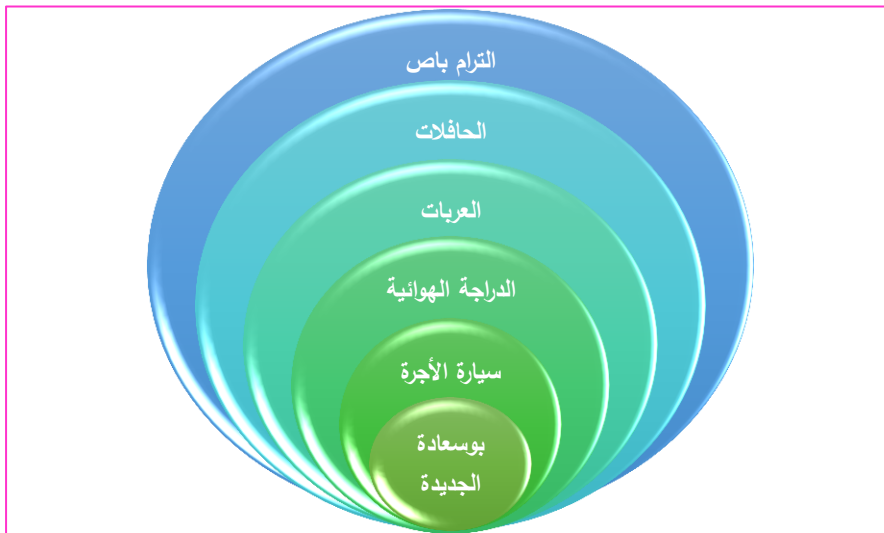 الترام باص
الحافلات
العربات
الدراجة الهوائية
سيارة الأجرة
بوسعادة
الجديدة